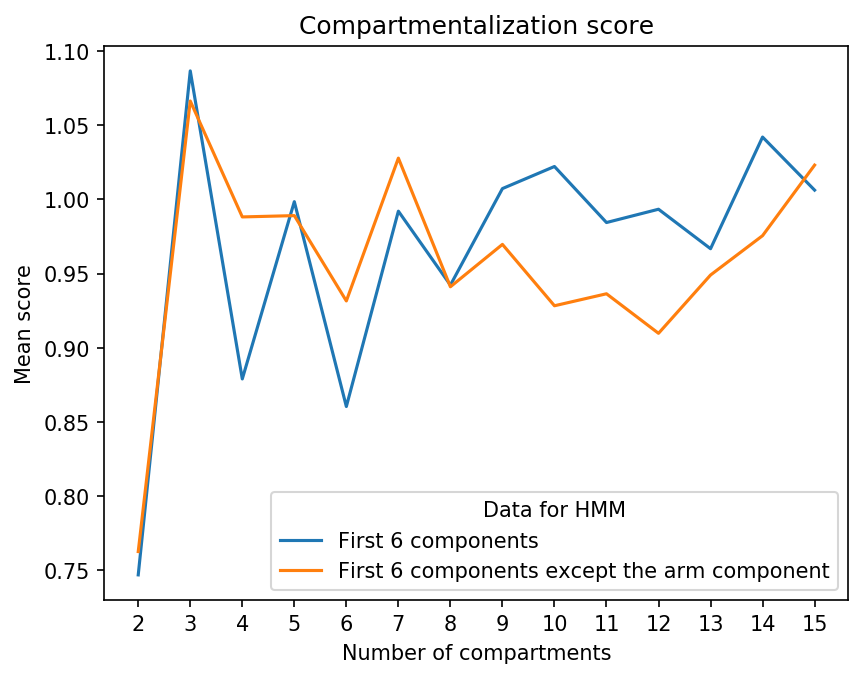 Compartmentalization score
1.10
1.05
1.00
0.95
0.90
0.85
0.80
0.75
Mean score
Data for HMM
First 6 components
First 6 components except the arm component
2 3 4 5 6 7 8 9 10 11 12 13 14 15
Number of compartments